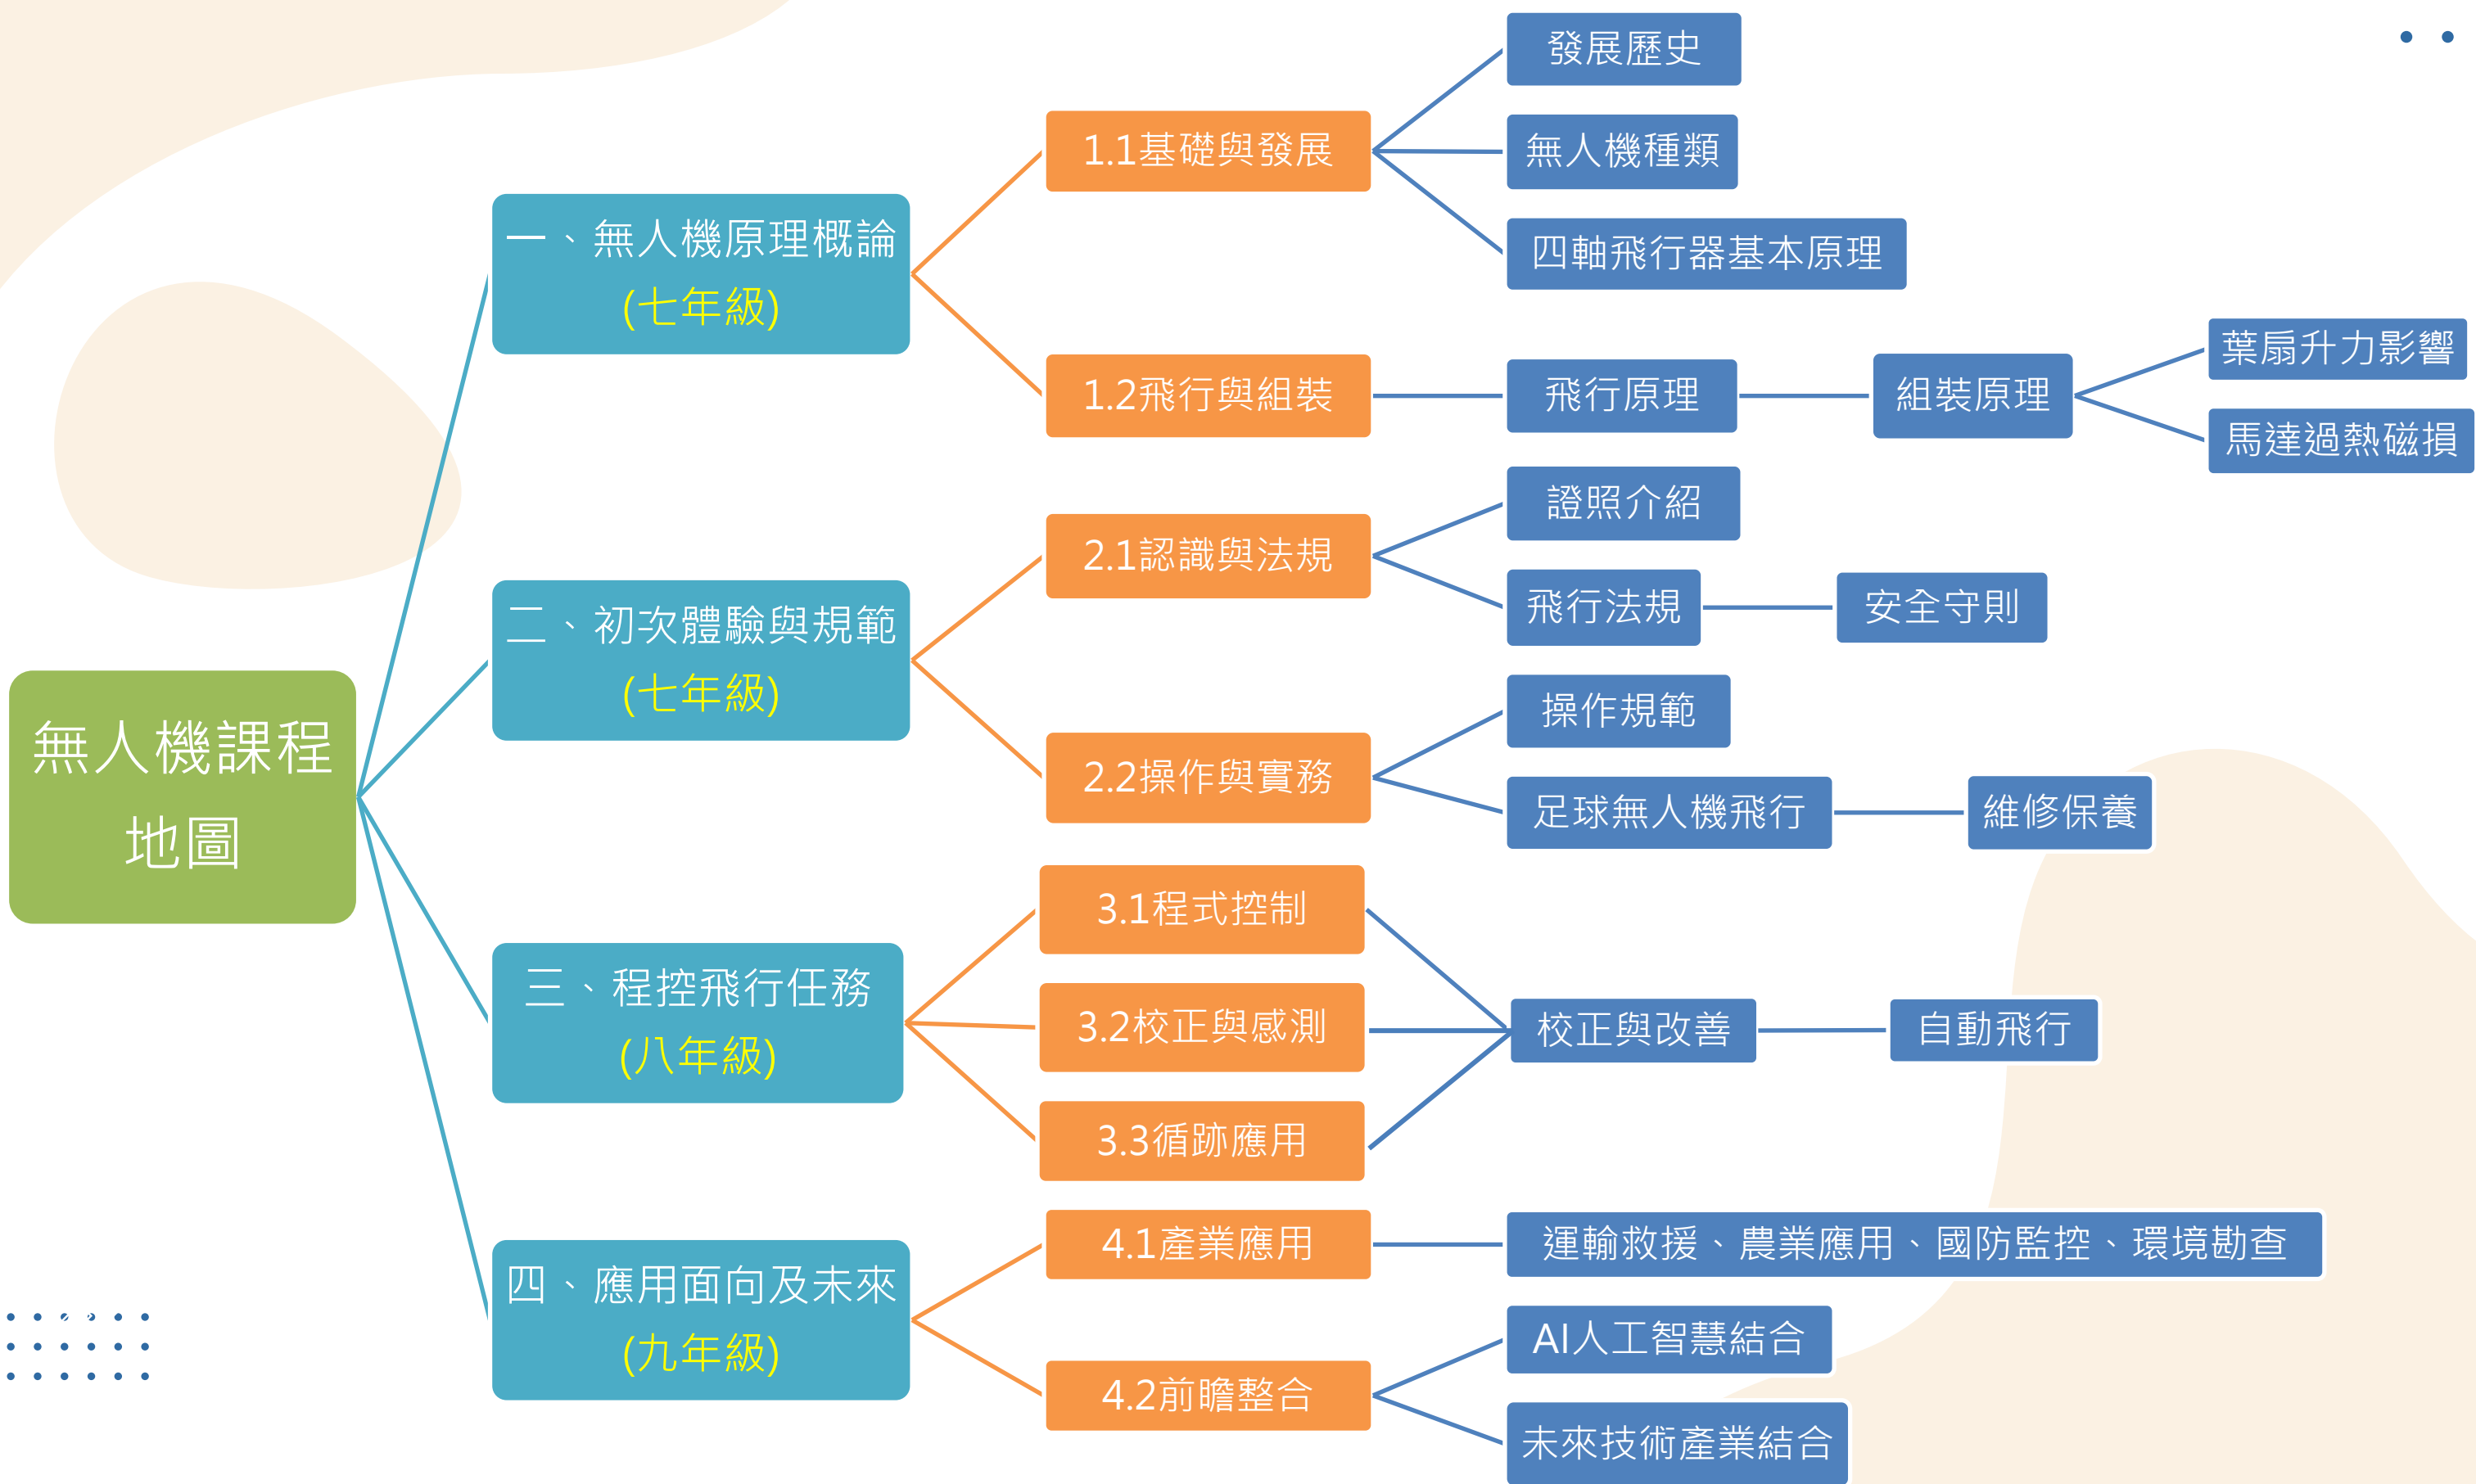 無人機課程
地圖
一、無人機原理概論
(七年級)
1.1基礎與發展
發展歷史
無人機種類
四軸飛行器基本原理
1.2飛行與組裝
飛行原理
組裝原理
葉扇升力影響
馬達過熱磁損
二、初次體驗與規範
(七年級)
2.1認識與法規
證照介紹
飛行法規
安全守則
2.2操作與實務
操作規範
足球無人機飛行
維修保養
三、程控飛行任務
(八年級)
3.1程式控制
3.2校正與感測
3.3循跡應用
校正與改善
自動飛行
四、應用面向及未來
(九年級)
4.1產業應用
運輸救援、農業應用、國防監控、環境勘查
4.2前瞻整合
AI人工智慧結合
未來技術產業結合